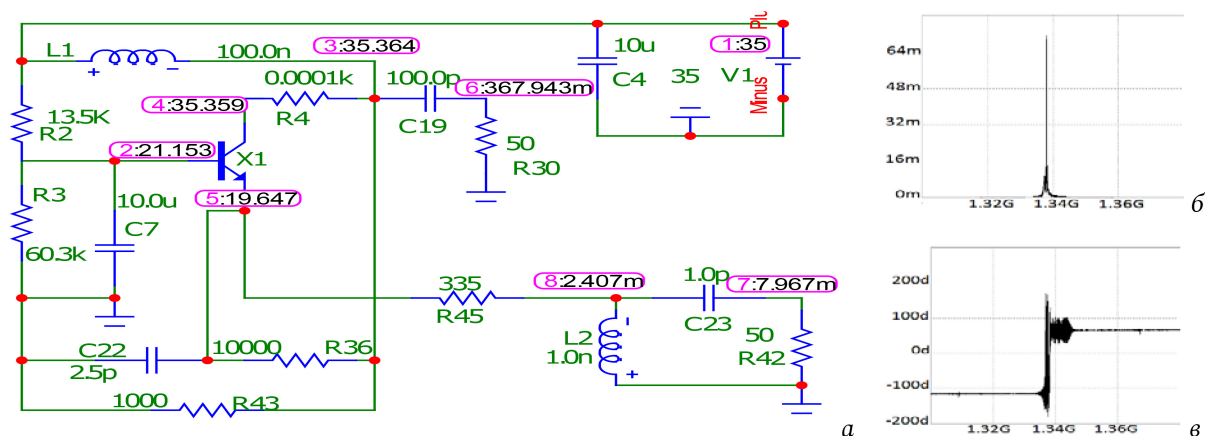 L1
100.0n
3:35.364
10u
C4
35
1:35
V1
Plu
Minus
0.0001k
R4
100.0p
C19
6:367.943m
50
R30
4:35.359
13.5K
R2
2:21.153
X1
R3
10.0u
C7
5:19.647
60.3k
335
R45
8:2.407m
1.0p
C23
7:7.967m
L2
1.0n
50
R42
C22
2.5p
10000
R36
1000
R43
+
−
-
+
а
64m
48m
32m
16m
0m
1.32G
1.34G
1.36G
б
200d
100d
0d
-100d
-200d
1.32G
1.34G
1.36G
в